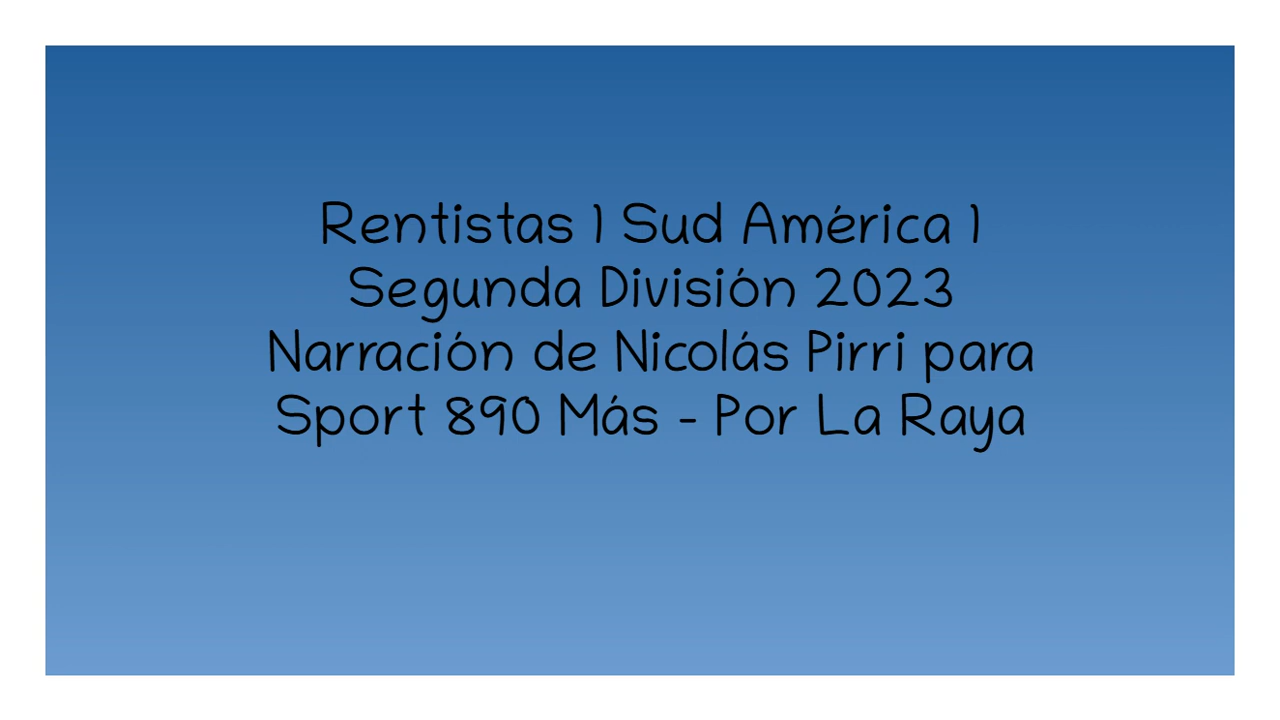 Rentistas 1 Sud América 1
Segunda División 2023
Narración de Nicolás Pirri para
Sport 890 Más - Por La Raya